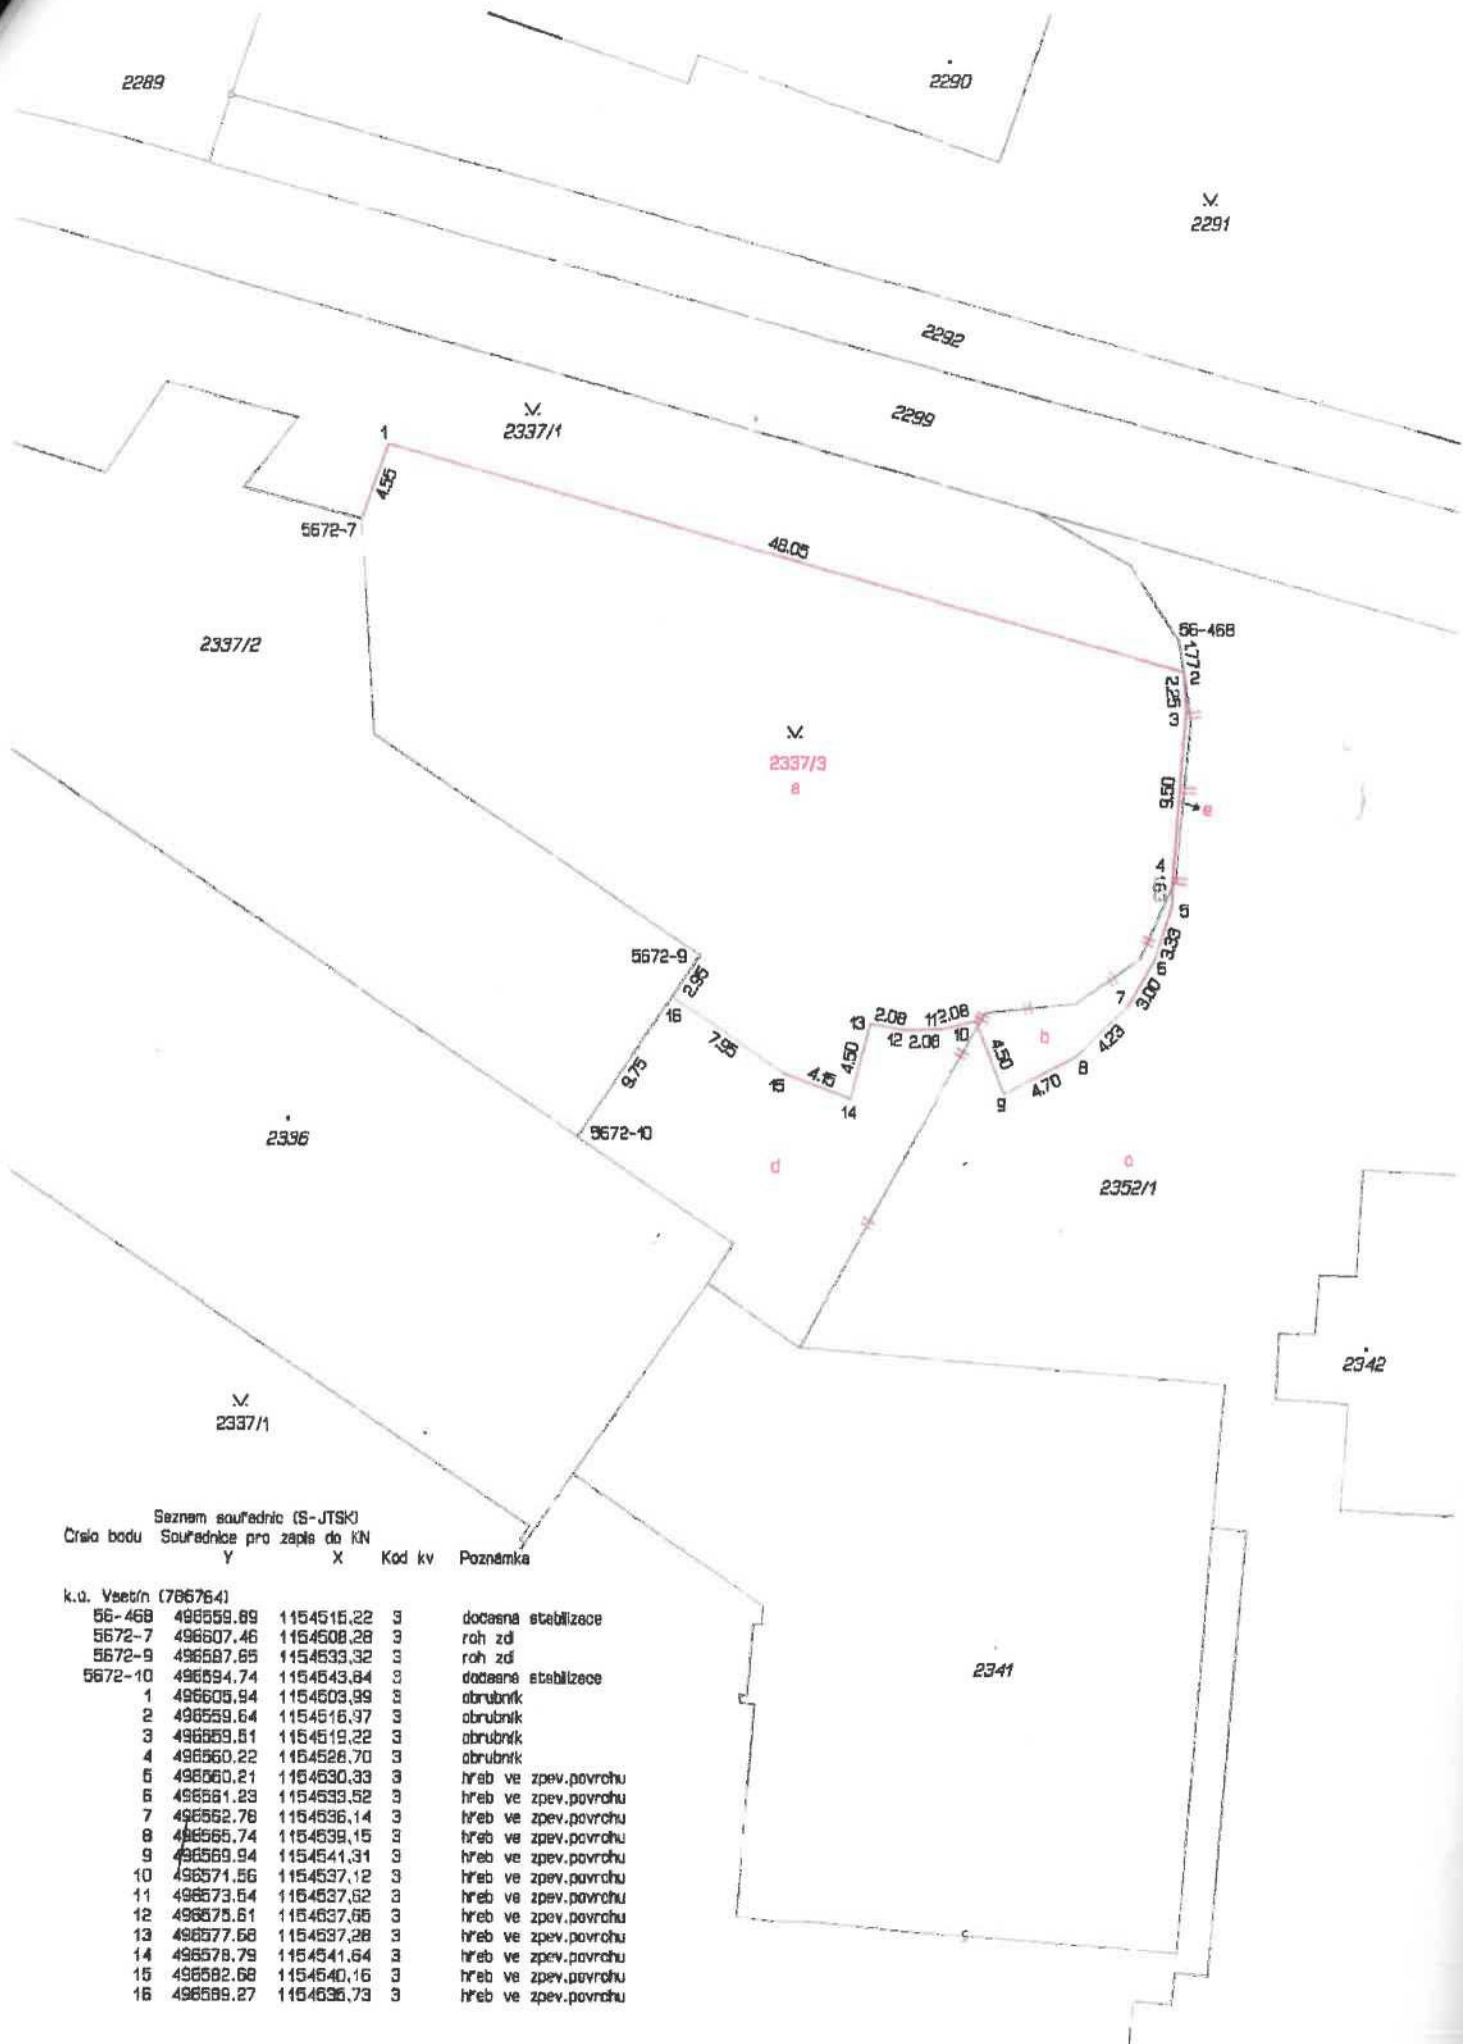 2289
2290
2291
2292
2299
1
2337/1
4.55
5672-7
48.05
2337/2
56-468
1.77
2
2.25
3
2337/3
a
9.50
e
4
1.63
5
3.33
5672-9
6
2.95
7
3.00
16
13
2.08
11
2.08
12
2.08
10
b
7.95
4.50
4.50
4.23
9.75
15
4.15
8
4.70
14
9
2336
5672-10
d
c
2352/1
2342
2337/1
Seznam souřadnic (S-JTSK)
Číslo bodu Souřadnice pro zápis do KN
Y X Kód kv Poznámka
k.ú. Vsetín (786764)
56-468 496559.89 1154515,22 3 dočasná stabilizace
5672-7 496607.46 1154508,28 3 roh zdi
5672-9 496587.65 1154533,32 3 roh zdi
5672-10 496594.74 1154543,64 3 dočasná stabilizace
1 496605,94 1154503,99 3 obrubník
2 496559.64 1154516,97 3 obrubník
3 496559.51 1154519,22 3 obrubník
4 496560.22 1154528,70 3 obrubník
5 496560.21 1154530,33 3 hřeb ve zpev.povrchu
6 496561.23 1154533,52 3 hřeb ve zpev.povrchu
7 496562.76 1154536,14 3 hřeb ve zpev.povrchu
8 496565.74 1154539,15 3 hřeb ve zpev.povrchu
9 496569.94 1154541,31 3 hřeb ve zpev.povrchu
10 496571.56 1154537,12 3 hřeb ve zpev.povrchu
11 496573.54 1154537,62 3 hřeb ve zpev.povrchu
12 496575.61 1154537,65 3 hřeb ve zpev.povrchu
13 496577.68 1154537,28 3 hřeb ve zpev.povrchu
14 496578.79 1154541.64 3 hřeb ve zpev.povrchu
15 496582.68 1154540,16 3 hřeb ve zpev.povrchu
16 496589.27 1154535,73 3 hřeb ve zpev.povrchu
2341